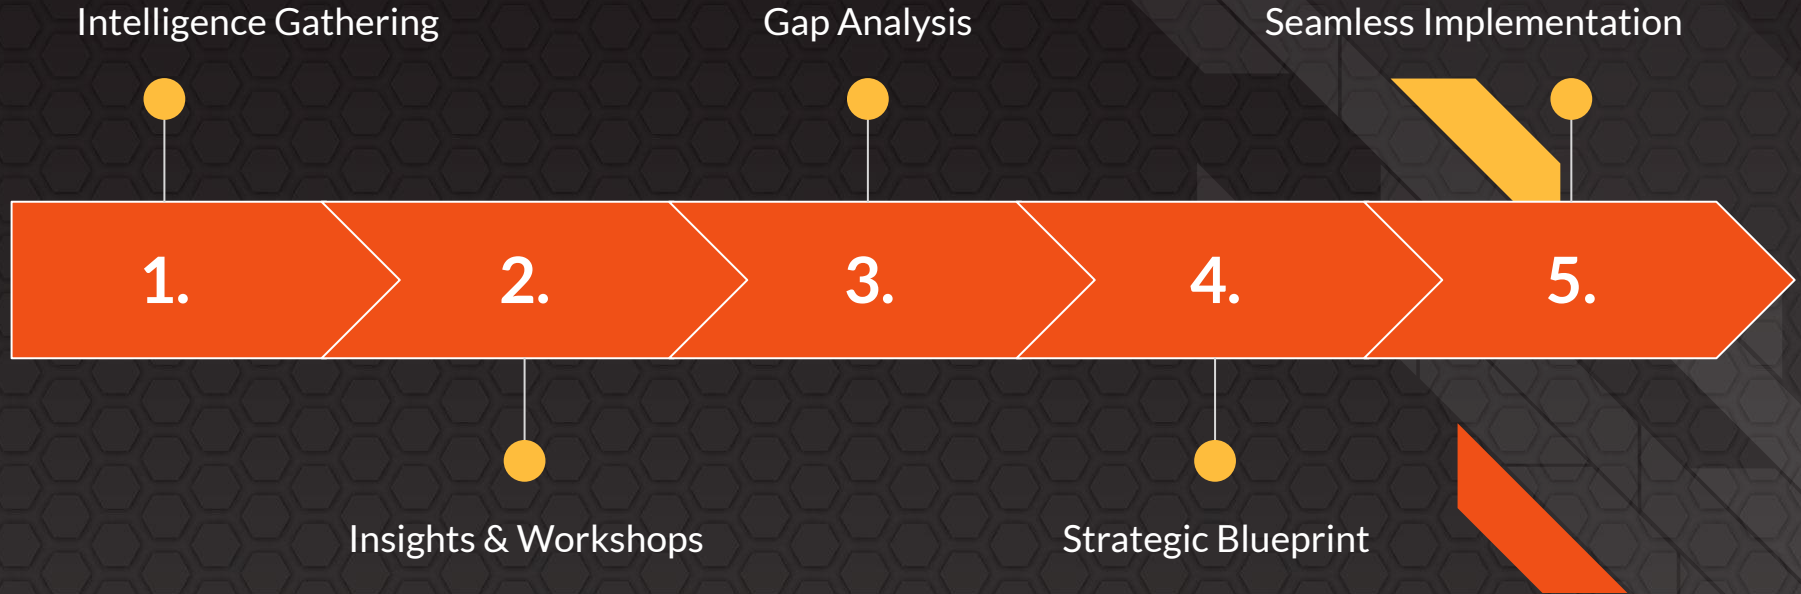 Intelligence Gathering
Gap Analysis
Seamless Implementation
1.
2.
3.
4.
5.
Insights & Workshops
Strategic Blueprint